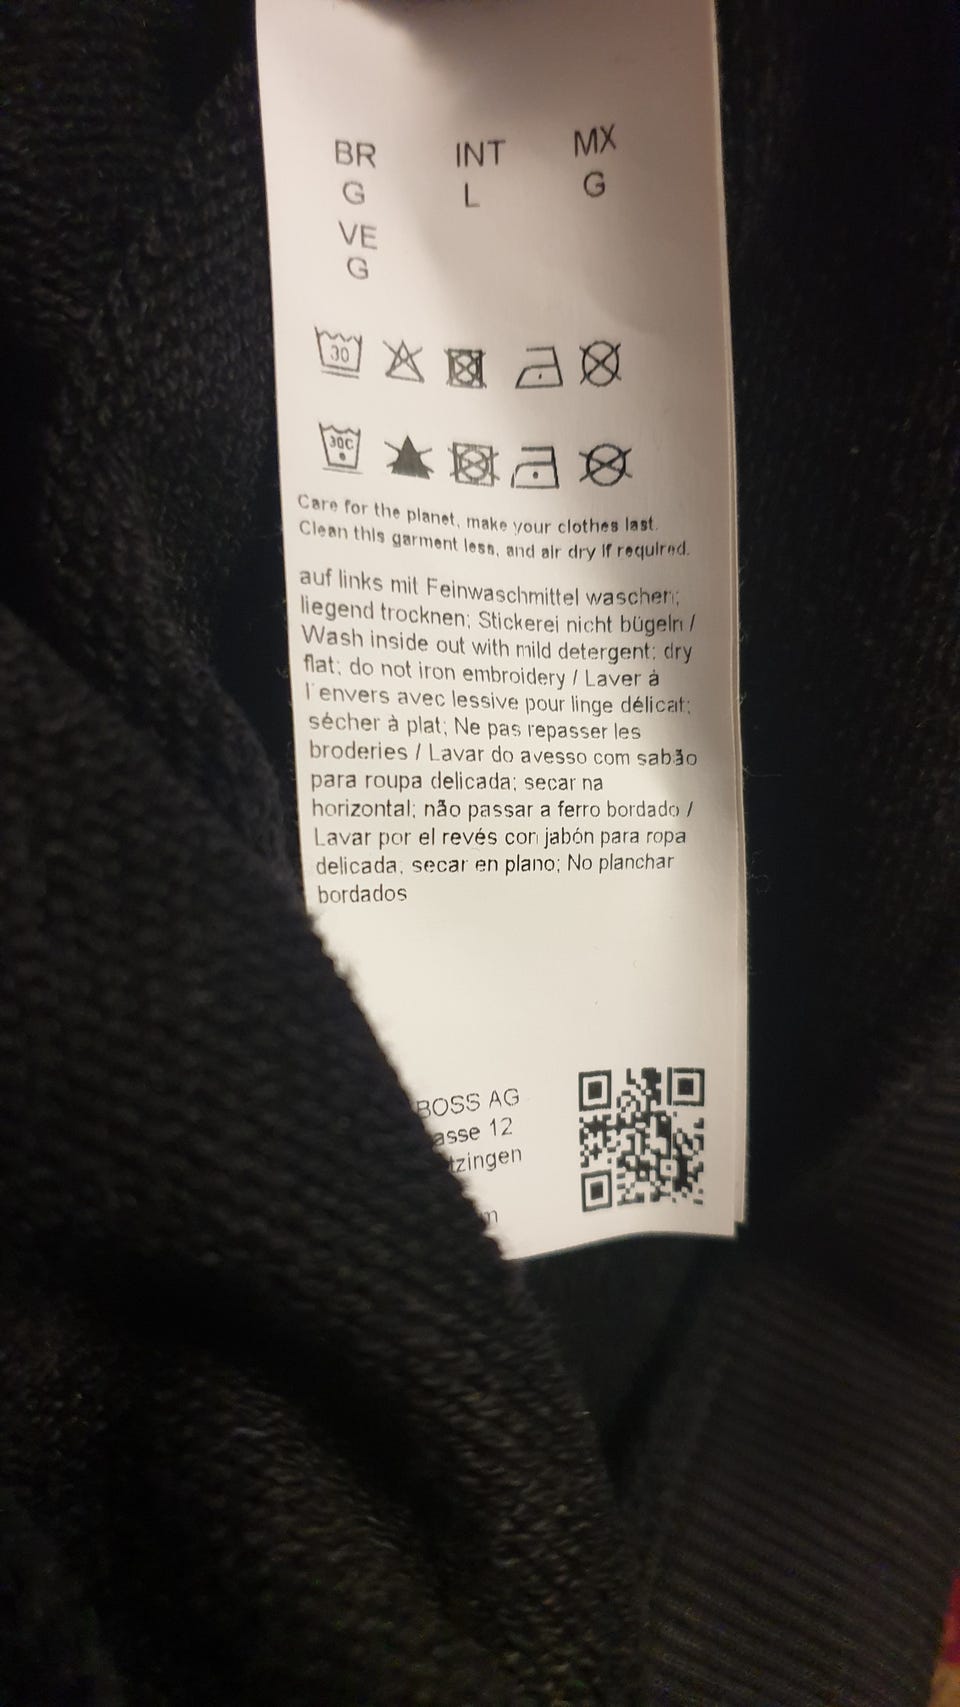 BR INT MX
G L G
VE
G
30
30C
Care for the planet, make your clothes last.
Clean this garment less, and air dry if required.
auf links mit Feinwaschmittel waschen;
liegend trocknen; Stickerei nicht bügeln /
Wash inside out with mild detergent; dry
flat; do not iron embroidery / Laver à
l'envers avec lessive pour linge délicat;
sécher à plat; Ne pas repasser les
broderies / Lavar do avesso com sabão
para roupa delicada; secar na
horizontal; não passar a ferro bordado /
Lavar por el revés con jabón para ropa
delicada; secar en plano; No planchar
bordados
BOSS AG
asse 12
tzingen
m